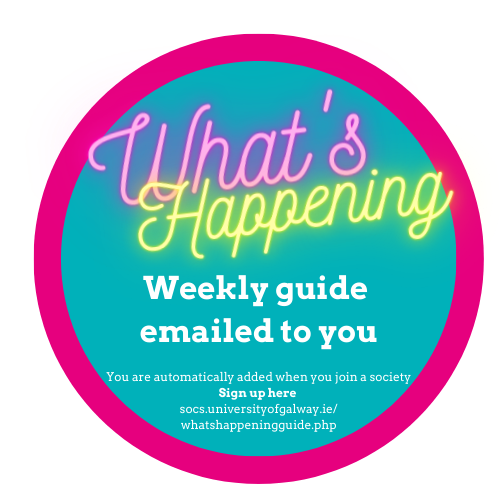 What's
Happening
Weekly guide
emailed to you
You are automatically added when you join a society
Sign up here
socs.universityofgalway.ie/
whatshappeningguide.php